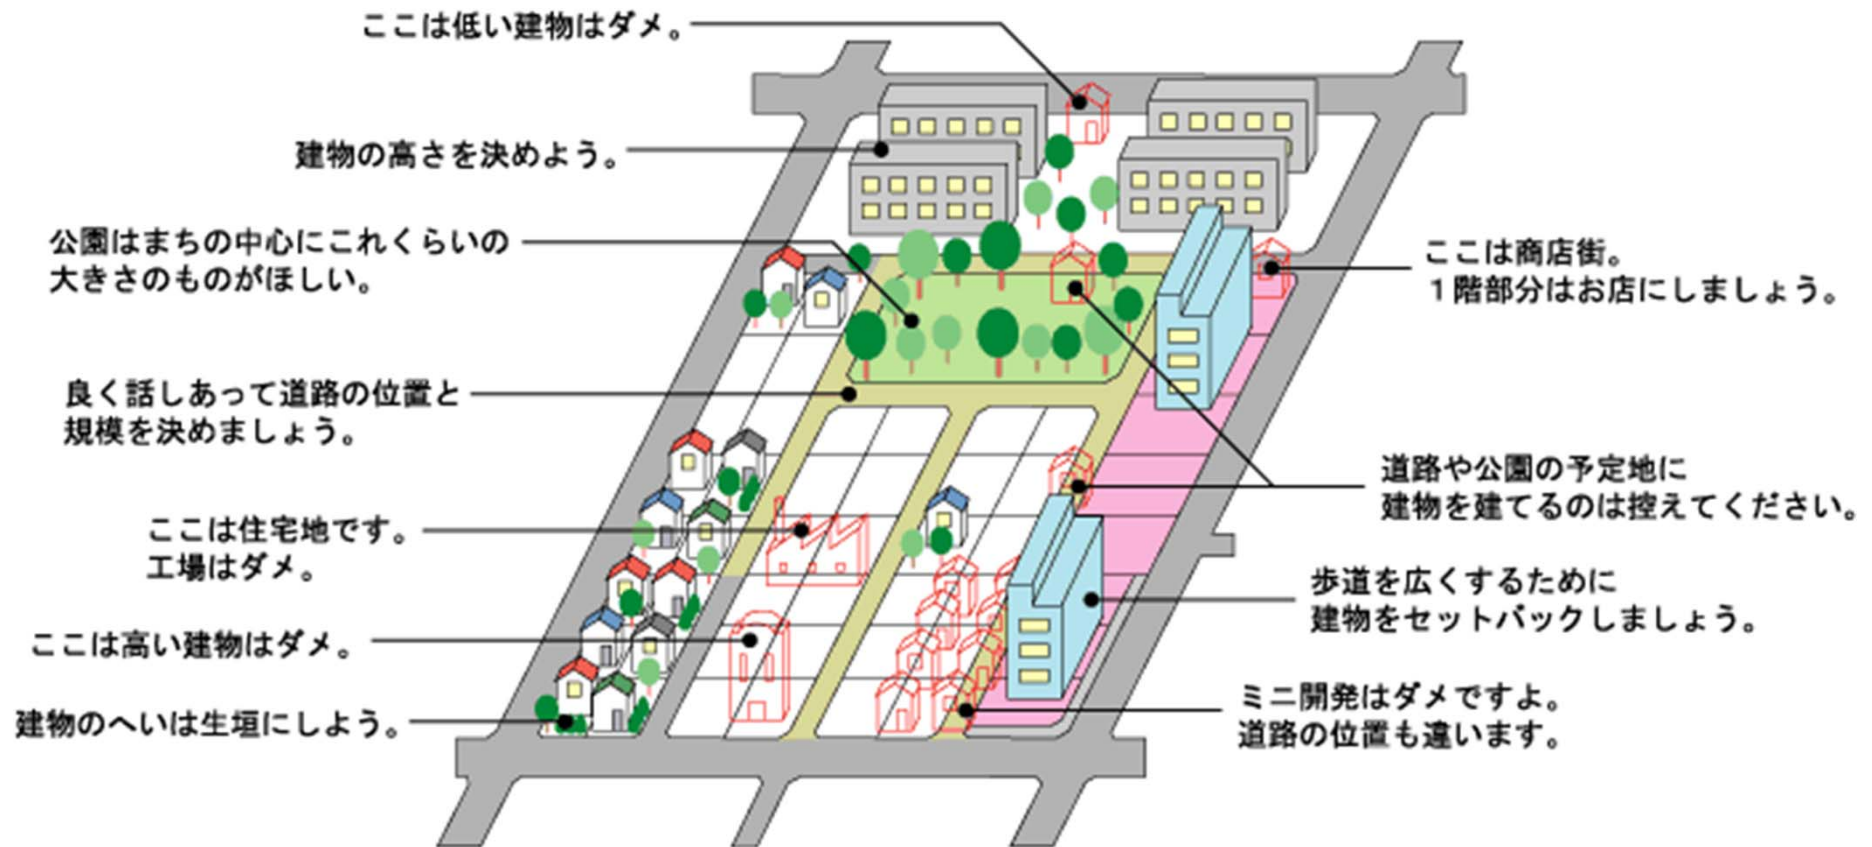 ここは低い建物はダメ。
建物の高さを決めよう。
公園はまちの中心にこれくらいの
大きさのものがほしい。
良く話しあって道路の位置と
規模を決めましょう。
ここは住宅地です。
工場はダメ。
ここは高い建物はダメ。
建物のへいは生垣にしよう。
ここは商店街。
1階部分はお店にしましょう。
道路や公園の予定地に
建物を建てるのは控えてください。
歩道を広くするために
建物をセットバックしましょう。
ミニ開発はダメですよ。
道路の位置も違います。